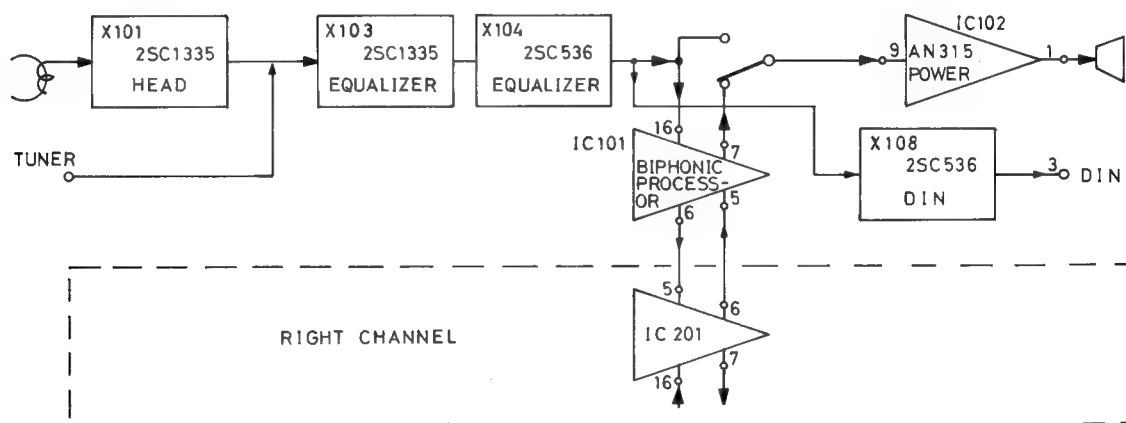 X101
2SC1335
HEAD
X103
2SC1335
EQUALIZER
X104
2SC536
EQUALIZER
IC102
9
AN315
POWER
1
TUNER
IC101
16
7
BIPHONIC
PROCESS-
OR
6
5
X108
2SC536
DIN
3
DIN
RIGHT CHANNEL
5
6
IC 201
16
7